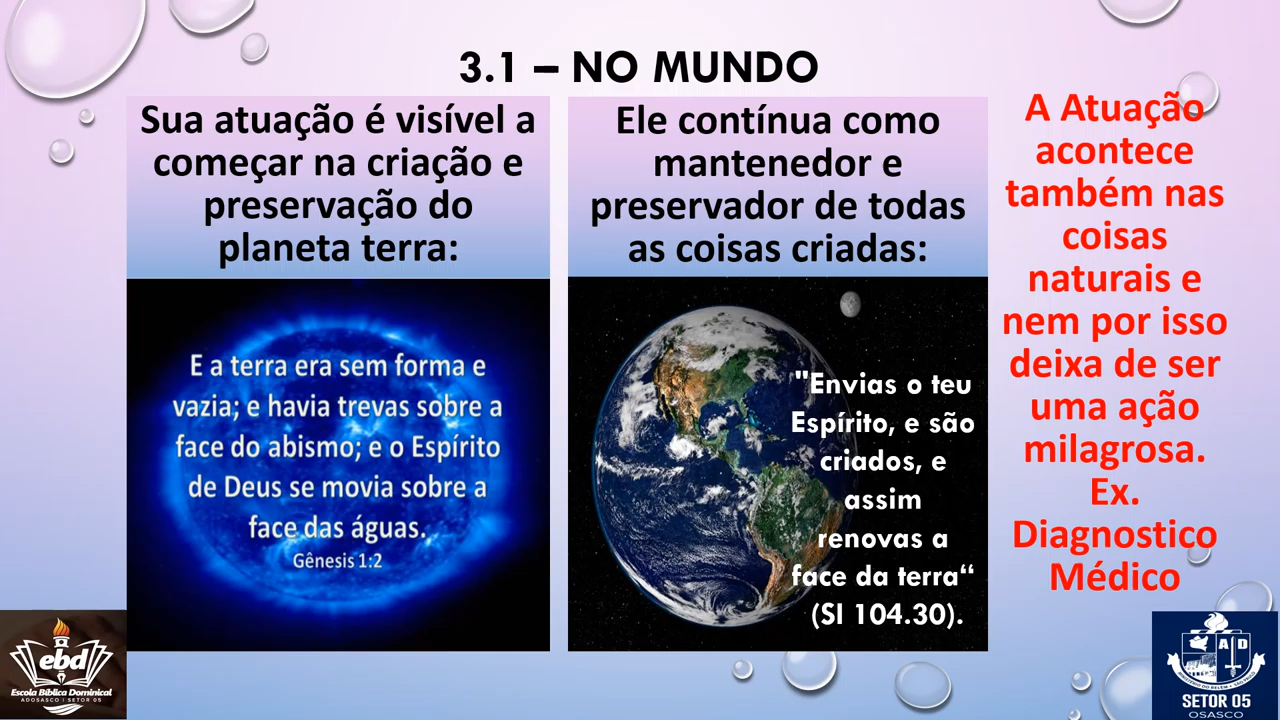 3.1 – NO MUNDO
Sua atuação é visível a
começar na criação e
preservação do
planeta terra:
E a terra era sem forma e
vazia; e havia trevas sobre a
face do abismo; e o Espírito
de Deus se movia sobre a
face das águas.
Gênesis 1:2
Ele contínua como
mantenedor e
preservador de todas
as coisas criadas:
"Envias o teu
Espírito, e são
criados, e
assim
renovas a
face da terra“
(Sl 104.30).
A Atuação
acontece
também nas
coisas
naturais e
nem por isso
deixa de ser
uma ação
milagrosa.
Ex.
Diagnostico
Médico
ebd
Escola Bíblica Dominical
ADOSASCO | SETOR 05
A D
SETOR 05
OSASCO